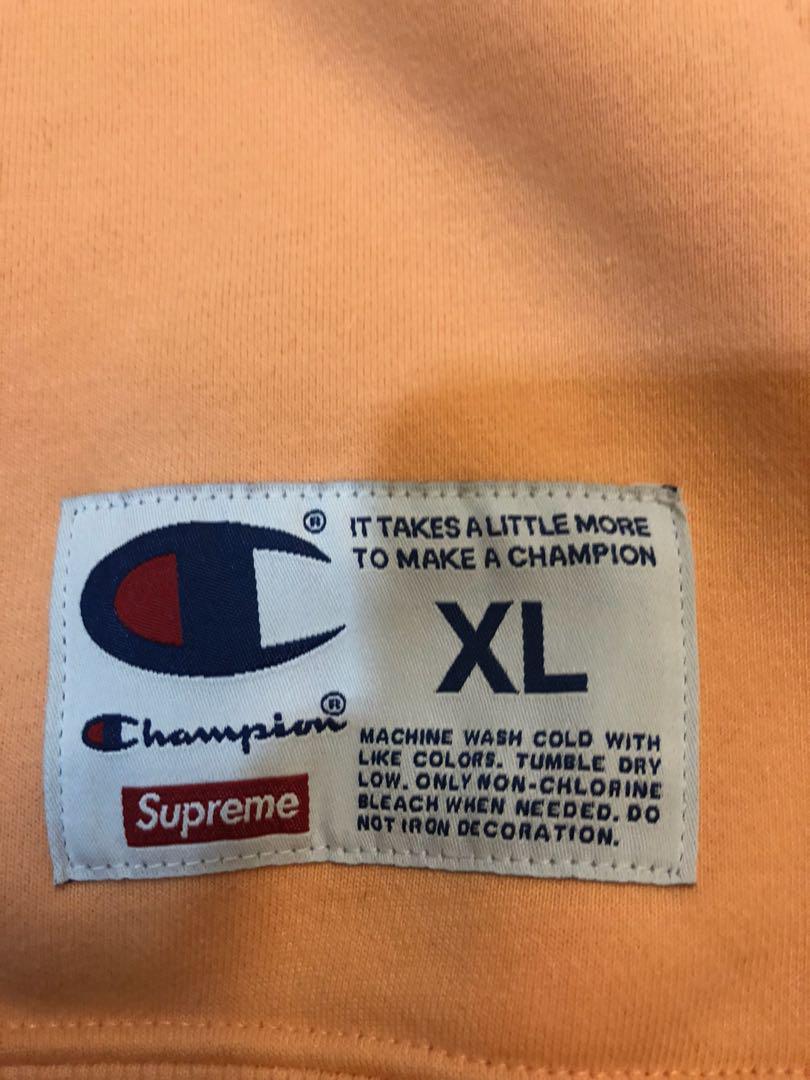 ®
IT TAKES A LITTLE MORE
TO MAKE A CHAMPION
XL
Champion®
Supreme
MACHINE WASH COLD WITH
LIKE COLORS. TUMBLE DRY
LOW. ONLY NON-CHLORINE
BLEACH WHEN NEEDED. DO
NOT IRON DECORATION.